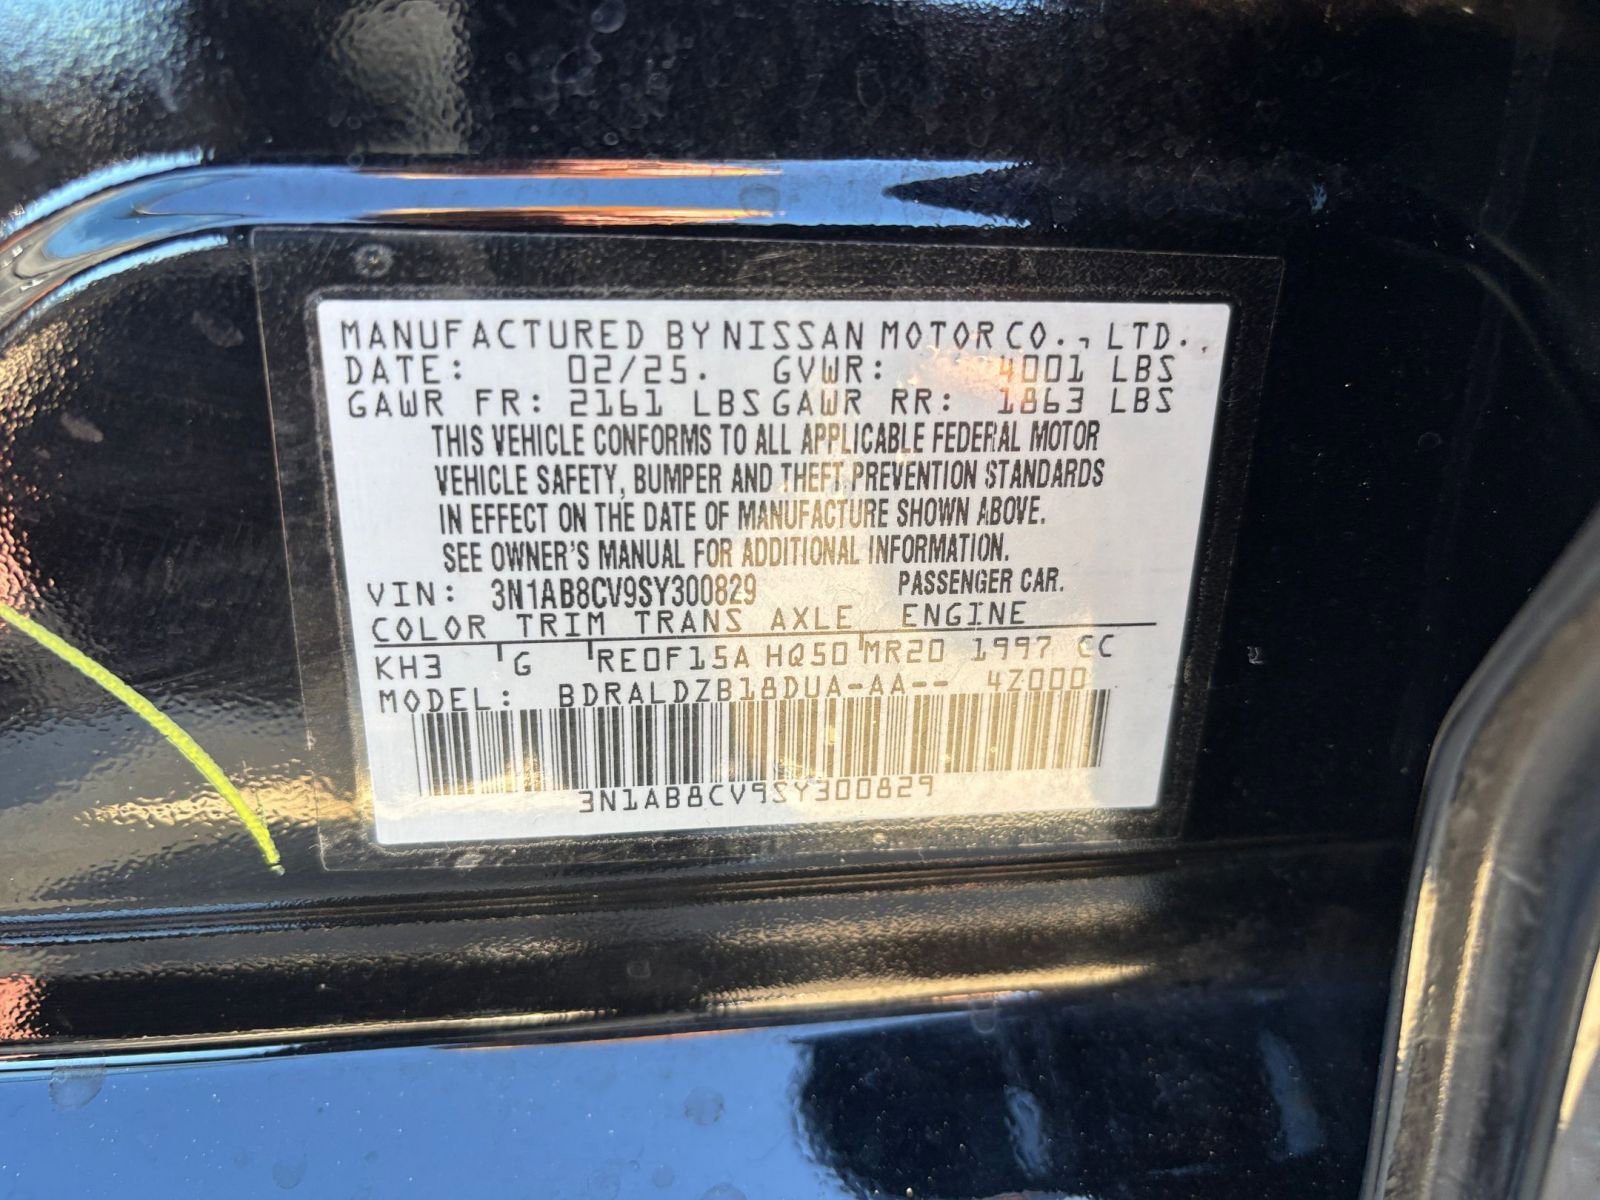 MANUFACTURED BY NISSAN MOTOR CO., LTD.
DATE: 02/25. GVWR: 4001 LBS
GAWR FR: 2161 LBS GAWR RR: 1863 LBS
THIS VEHICLE CONFORMS TO ALL APPLICABLE FEDERAL MOTOR
VEHICLE SAFETY, BUMPER AND THEFT PREVENTION STANDARDS
IN EFFECT ON THE DATE OF MANUFACTURE SHOWN ABOVE.
SEE OWNER'S MANUAL FOR ADDITIONAL INFORMATION.
VIN: 3N1AB8CV9SY300829 PASSENGER CAR.
COLOR TRIM TRANS AXLE ENGINE
KH3 G RE0F15A HQ50 MR20 1997 CC
MODEL: BDRALDZB18DUA-AA-- 4Z000
3N1AB8CV9SY300829